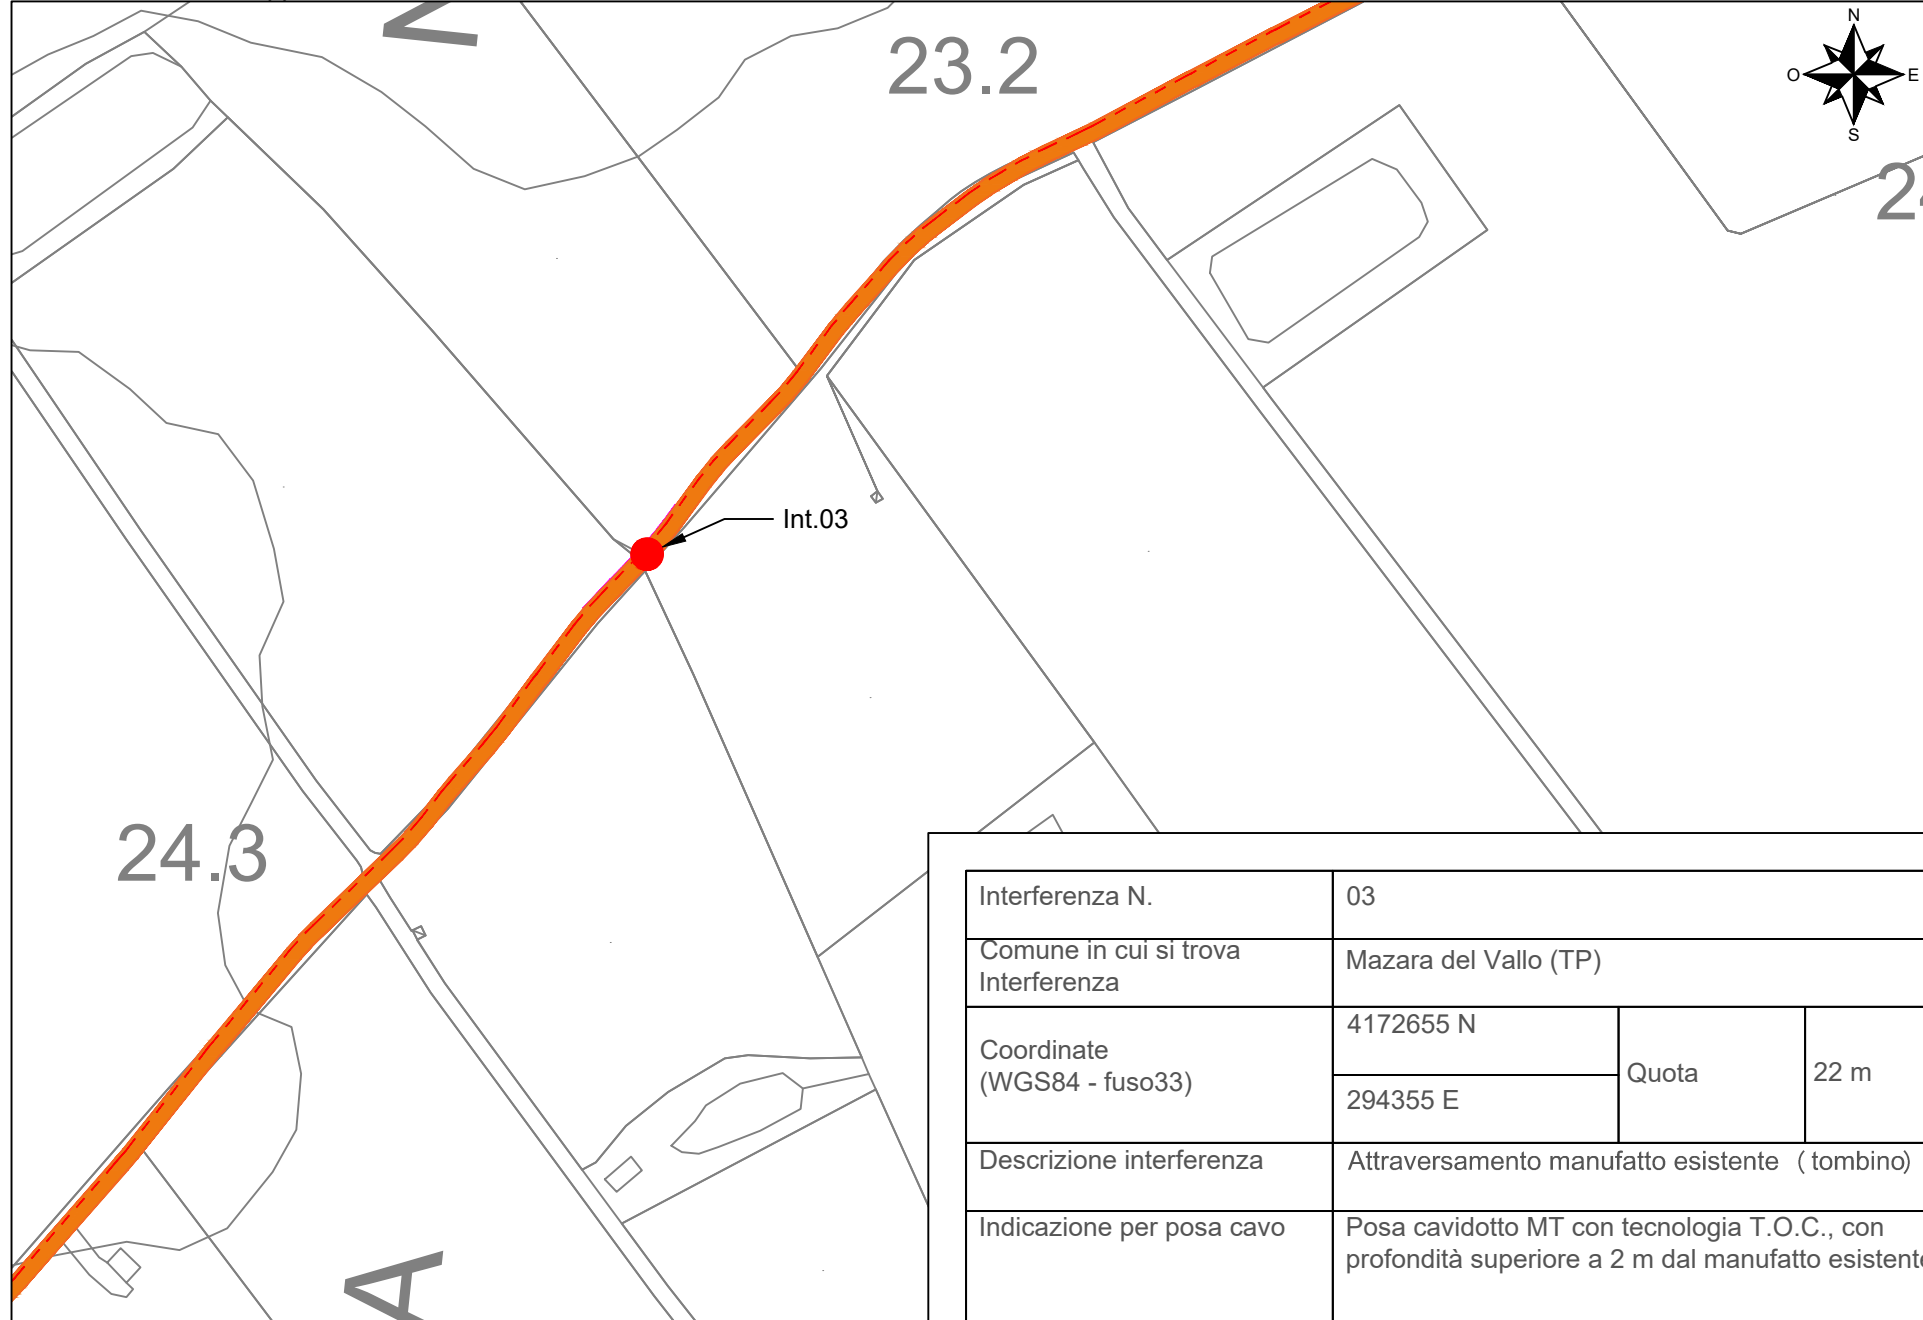 23.2
N
O
E
S
Int.03
24.3
A
Interferenza N.
03
Comune in cui si trova
Interferenza
Mazara del Vallo (TP)
Coordinate
(WGS84 - fuso33)
4172655 N
294355 E
Quota
22 m
Descrizione interferenza
Attraversamento manufatto esistente (tombino)
Indicazione per posa cavo
Posa cavidotto MT con tecnologia T.O.C., con
profondità superiore a 2 m dal manufatto esistente